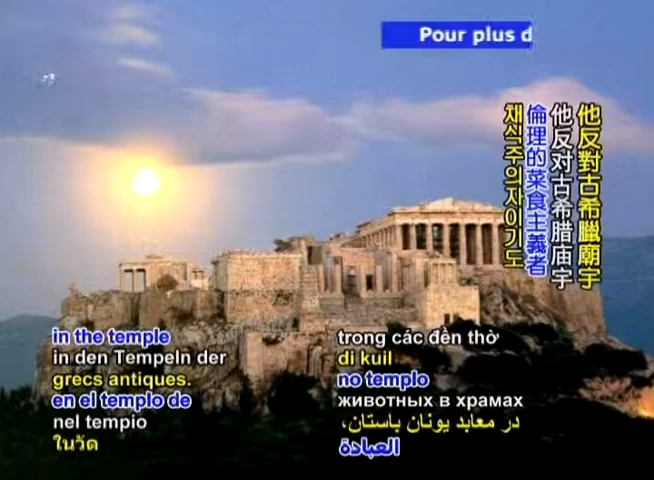 Pour plus d
他反對古希臘廟宇
他反对古希腊庙宇
倫理的菜食主義者
채식주의자이기도
in the temple
in den Tempeln der
grecs antiques.
en el templo de
nel tempio
ในวัด
trong các đền thờ
di kuil
no templo
животных в храмах
در معابد یونان باستان،
العبادة